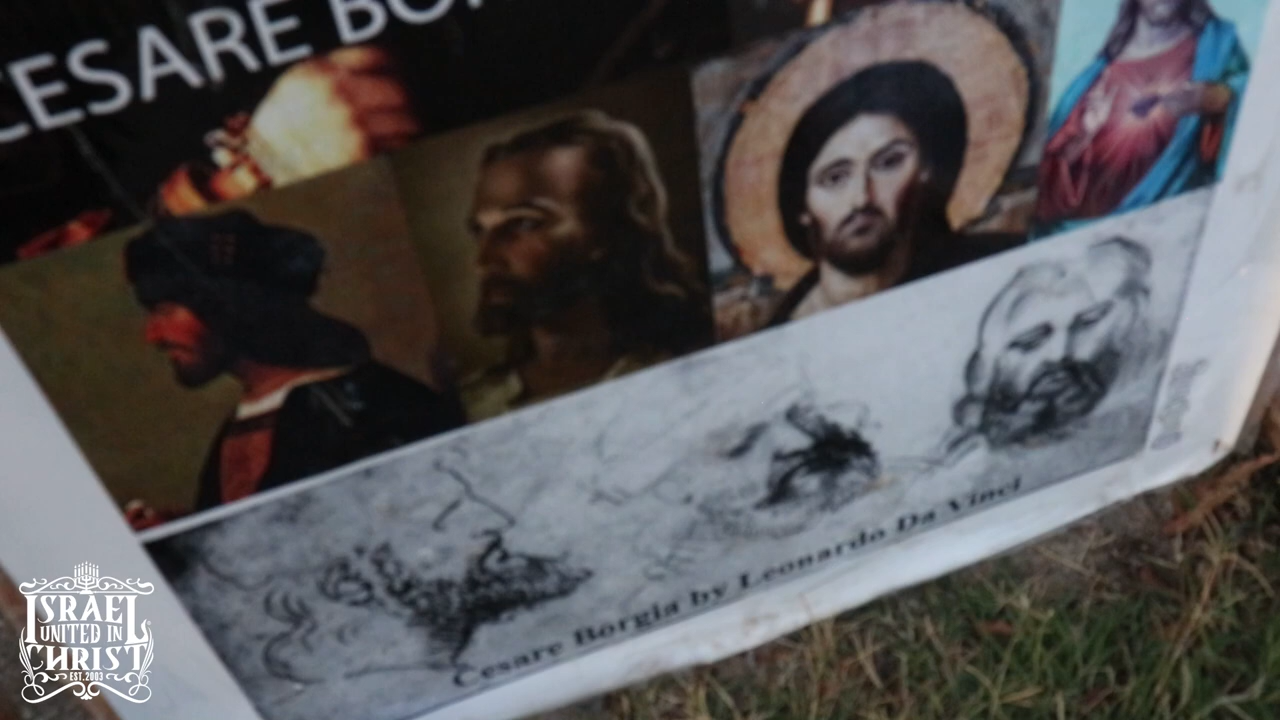 CESARE BO
Cesare Borgia by Leonardo Da Vinci
ISRAEL
UNITED IN
CHRIST
EST. 2003